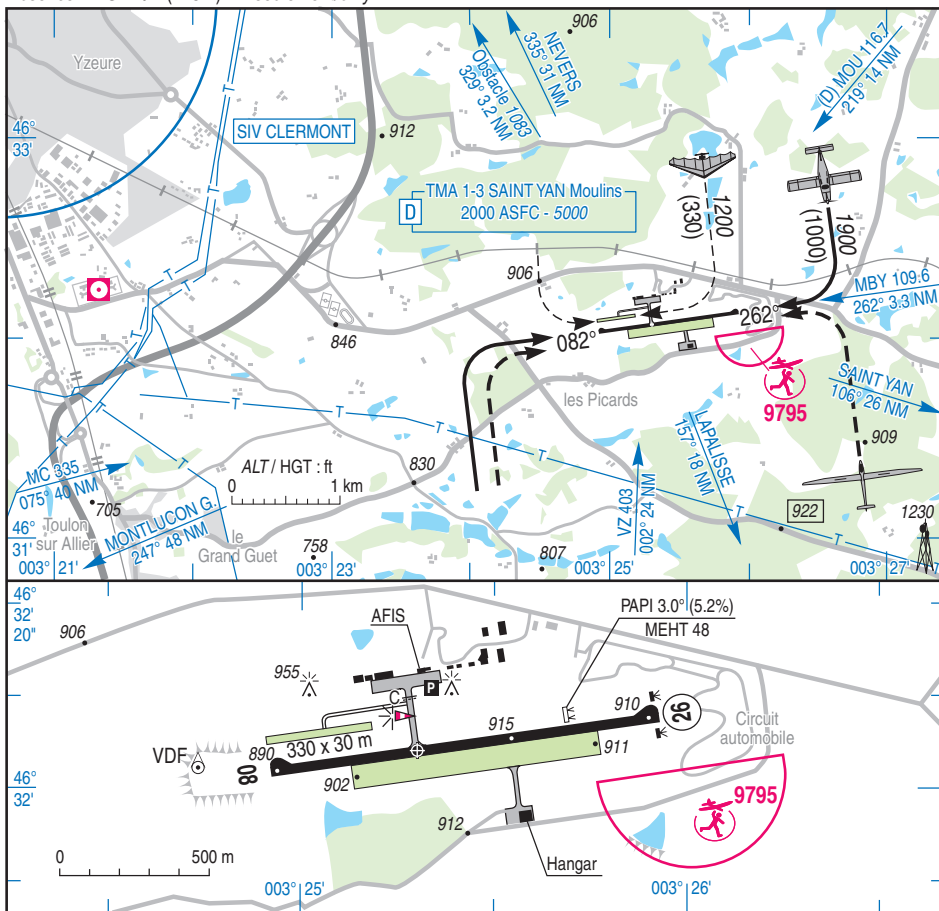 906
NEVERS
335° 31 NM
Obstacle 1083
329° 3.2 NM
(D) MOU 116.7
219° 14 NM
Yzeure
46°
33'
SIV CLERMONT
912
TMA 1-3 SAINT YAN Moulins
D
2000 ASFC - 5000
1200
(330)
1900
(1000)
906
MBY 109.6
262° 3.3 NM
846
082°
262°
les Picards
9795
SAINT YAN
106° 26 NM
LAPALISSE
157° 18 NM
909
MC 335
075° 40 NM
ALT / HGT : ft
0
1 km
830
705
VZ 403
002° 24 NM
922
1230
MONTLUCON G.
247° 48 NM
46°
31'
Toulon
sur Allier
le
Grand Guet
758
807
003° 21'
003° 23'
003° 25'
003° 27'
46°
32'
20"
906
AFIS
PAPI 3.0° (5.2%)
MEHT 48
955
P
C
910
26
Circuit
automobile
915
330 x 30 m
VDF
890
911
08
902
46°
32'
9795
912
0
500 m
Hangar
003° 25'
003° 26'